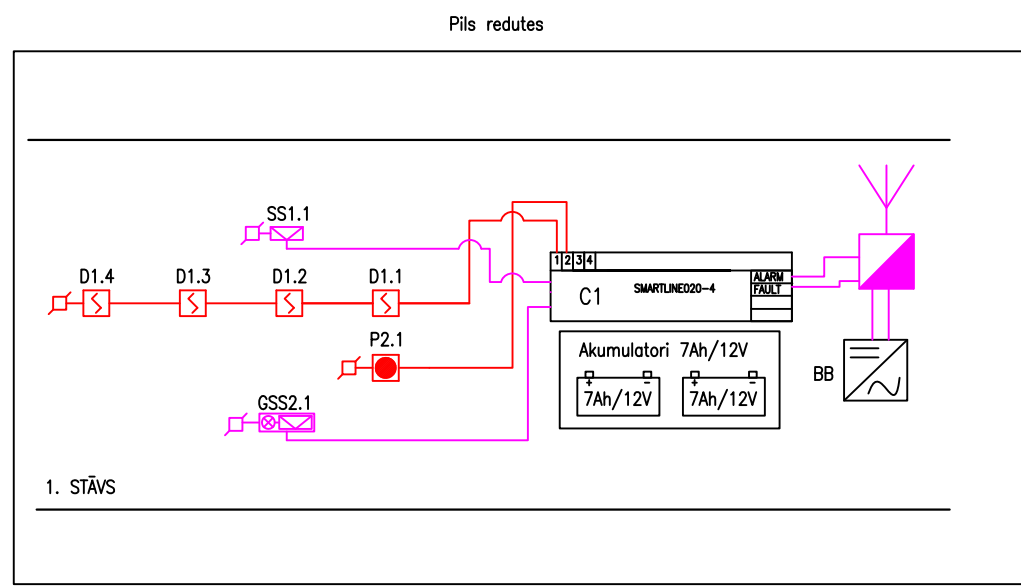 Pils redutes
SS1.1
D1.4 D1.3 D1.2 D1.1
1 2 3 4
C1
SMARTLINE020-4
ALARM
FAULT
P2.1
Akumulatori 7Ah/12V
+ - + -
7Ah/12V 7Ah/12V
BB
GSS2.1
1. STĀVS